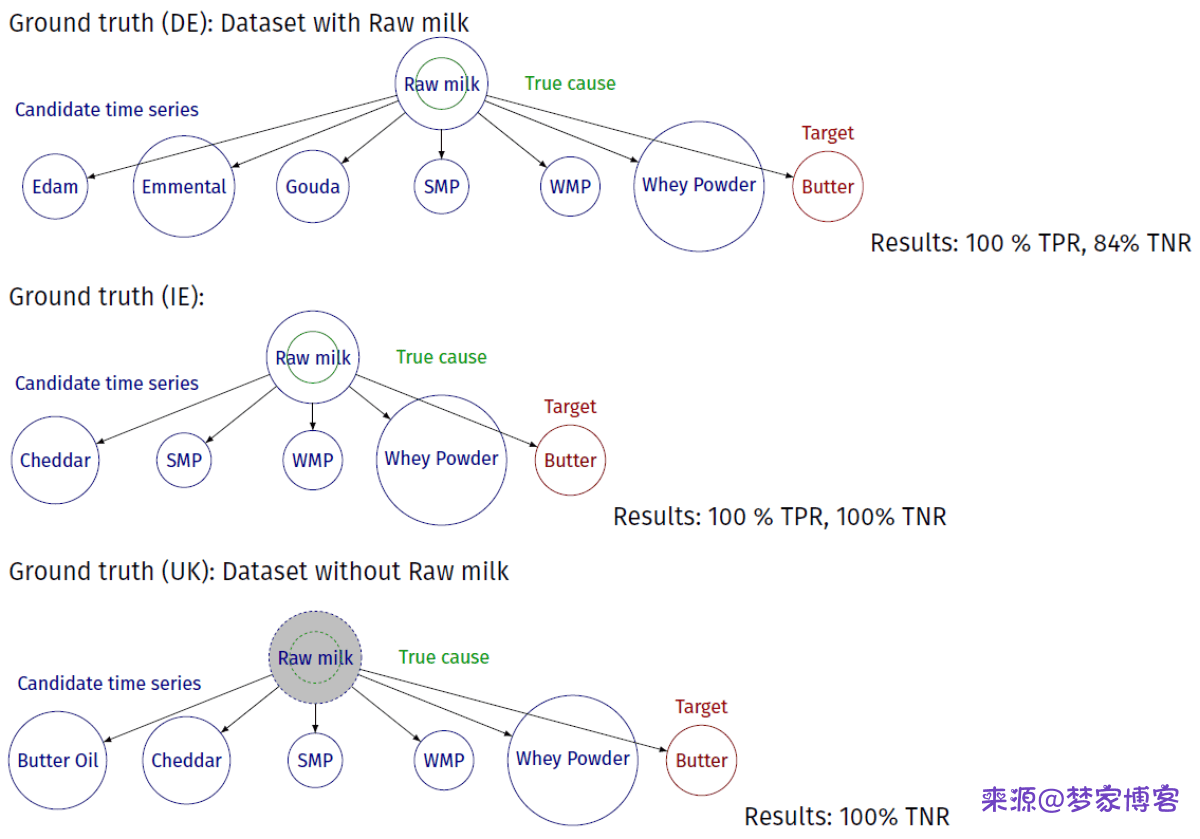 Ground truth (DE): Dataset with Raw milk
Raw milk
True cause
Candidate time series
Target
Edam
Emmental
Gouda
SMP
WMP
Whey Powder
Butter
Results: 100 % TPR, 84% TNR
Ground truth (IE):
Raw milk
True cause
Candidate time series
Target
Cheddar
SMP
WMP
Whey Powder
Butter
Results: 100 % TPR, 100% TNR
Ground truth (UK): Dataset without Raw milk
Raw milk
True cause
Candidate time series
Target
Butter Oil
Cheddar
SMP
WMP
Whey Powder
Butter
Results: 100% TNR
来源@梦家博客